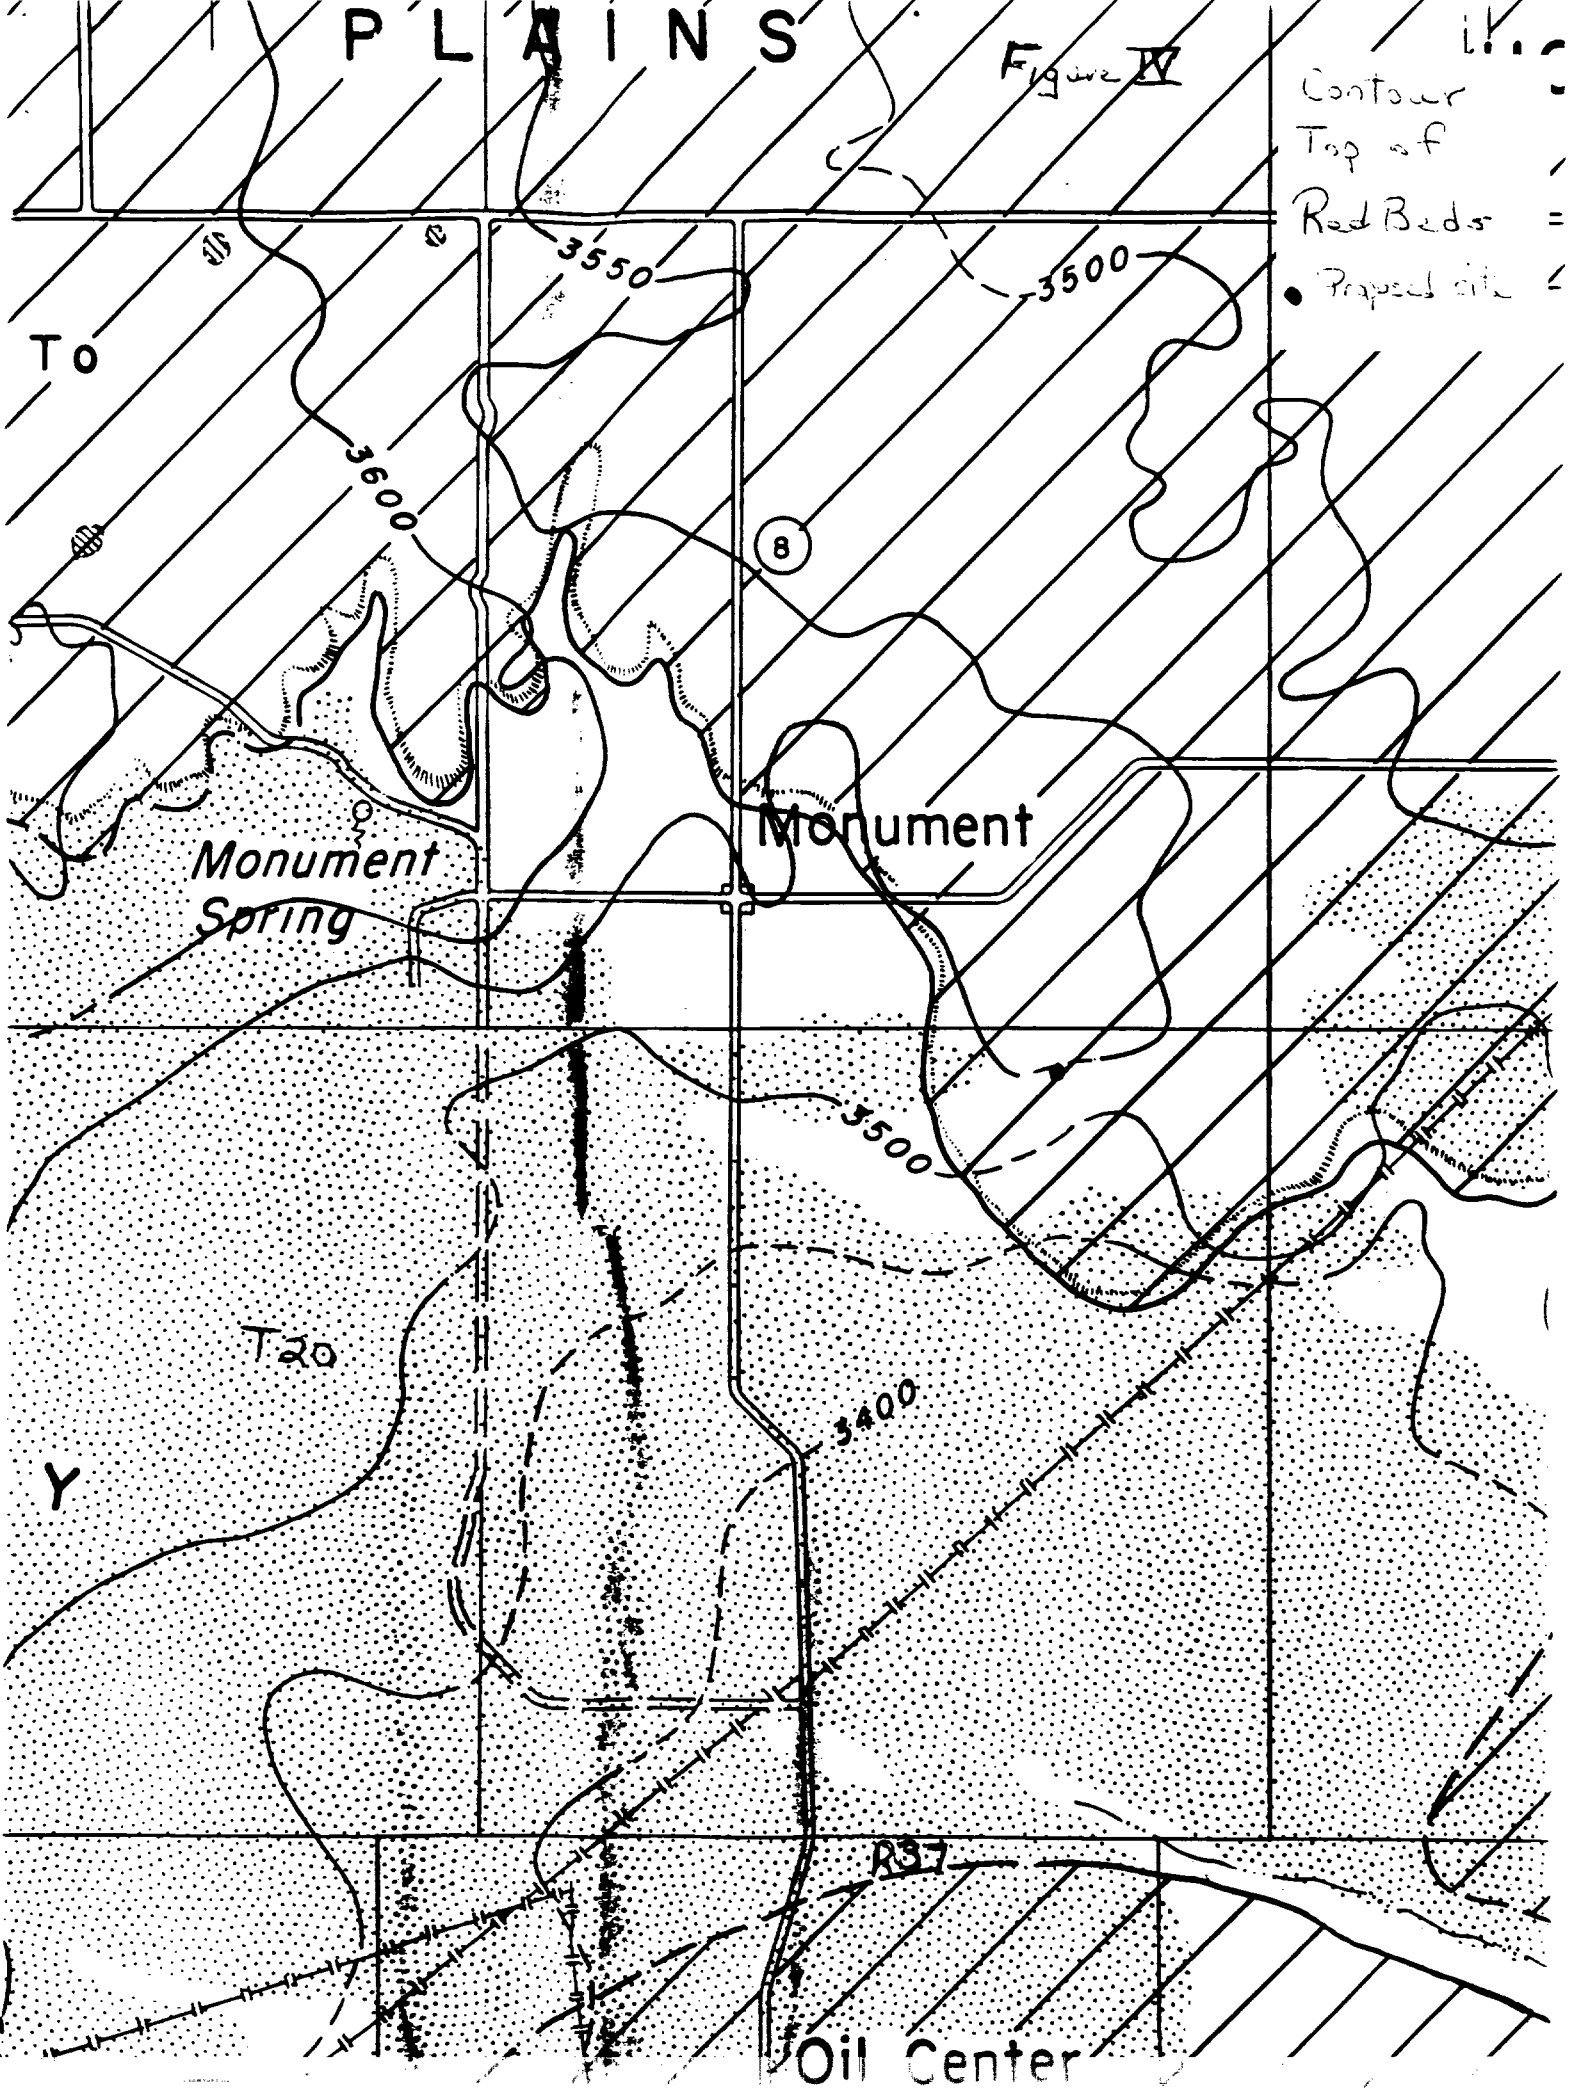 PLAINS
Figure IV
Contour
Top of
Red Beds =
Proposed site
3550
3500
To
3600
8
Monument
Monument
Spring
3500
T20
3400
Y
R37
Oil Center